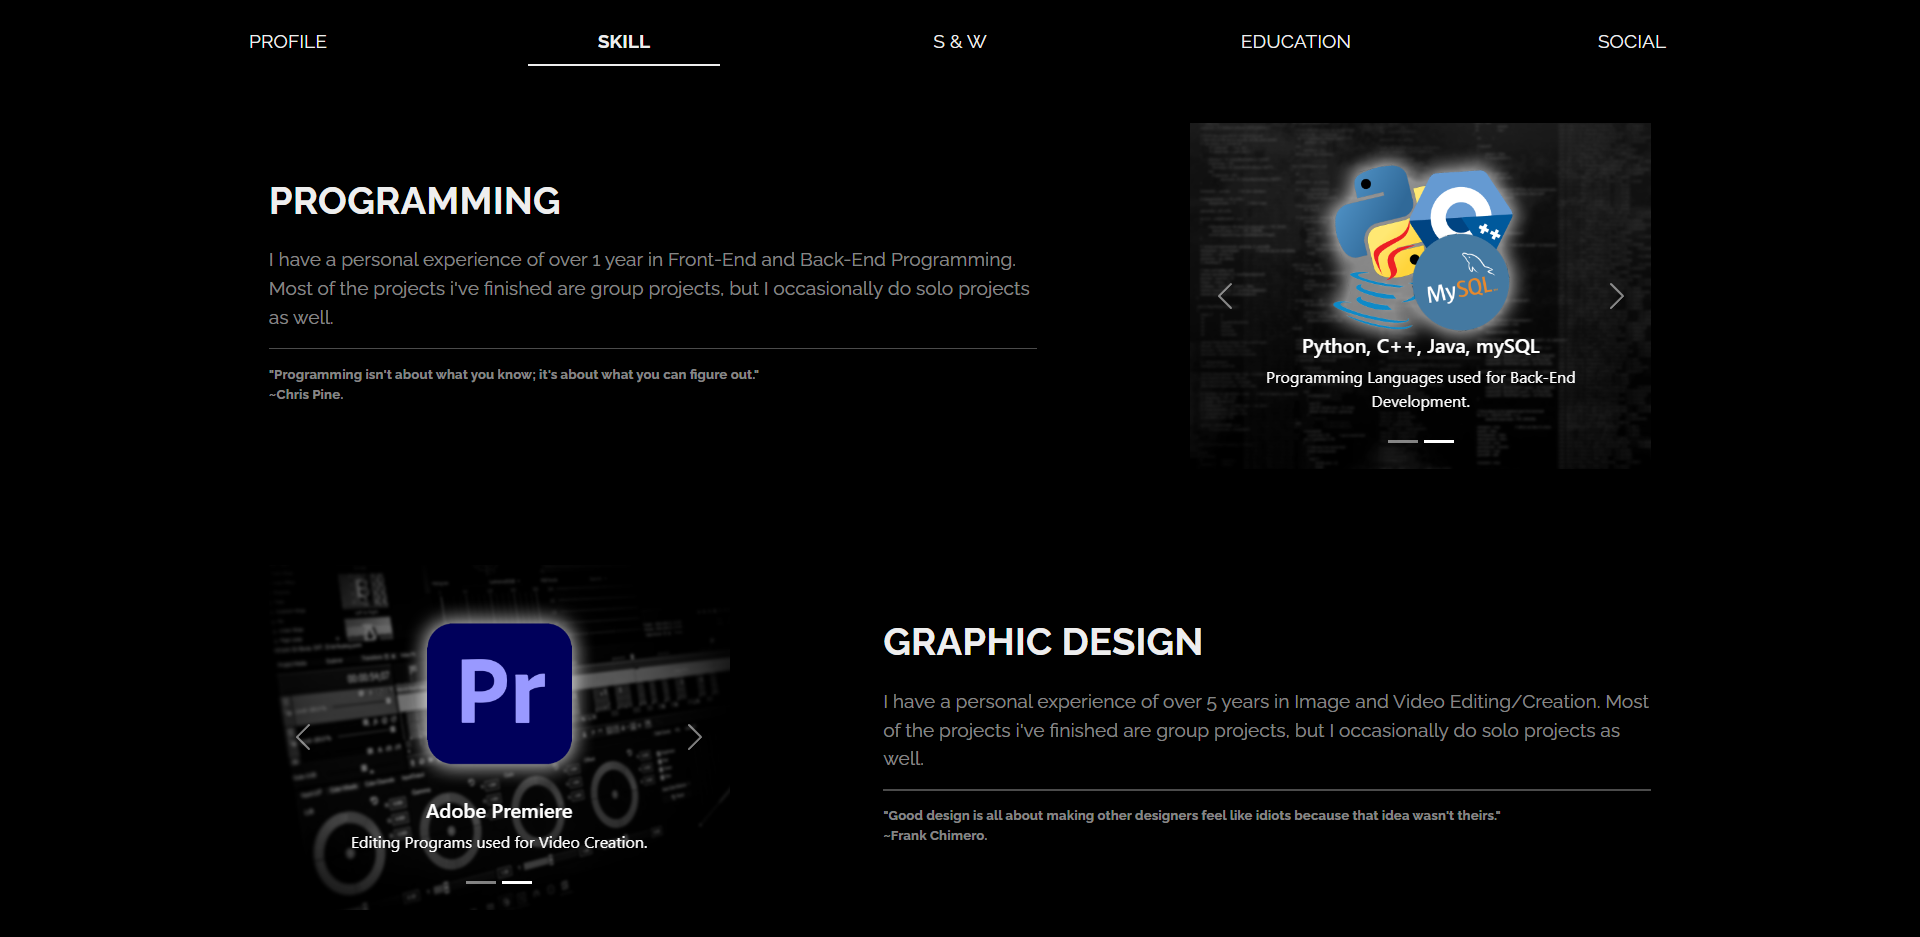 PROFILE
SKILL
S & W
EDUCATION
SOCIAL
PROGRAMMING
I have a personal experience of over 1 year in Front-End and Back-End Programming.
Most of the projects i've finished are group projects, but I occasionally do solo projects
as well.
"Programming isn't about what you know; it's about what you can figure out."
~Chris Pine.
++
MySQL
Python, C++, Java, mySQL
Programming Languages used for Back-End
Development.
Pr
Adobe Premiere
Editing Programs used for Video Creation.
GRAPHIC DESIGN
I have a personal experience of over 5 years in Image and Video Editing/Creation. Most
of the projects i've finished are group projects, but I occasionally do solo projects as
well.
"Good design is all about making other designers feel like idiots because that idea wasn't theirs."
~Frank Chimero.